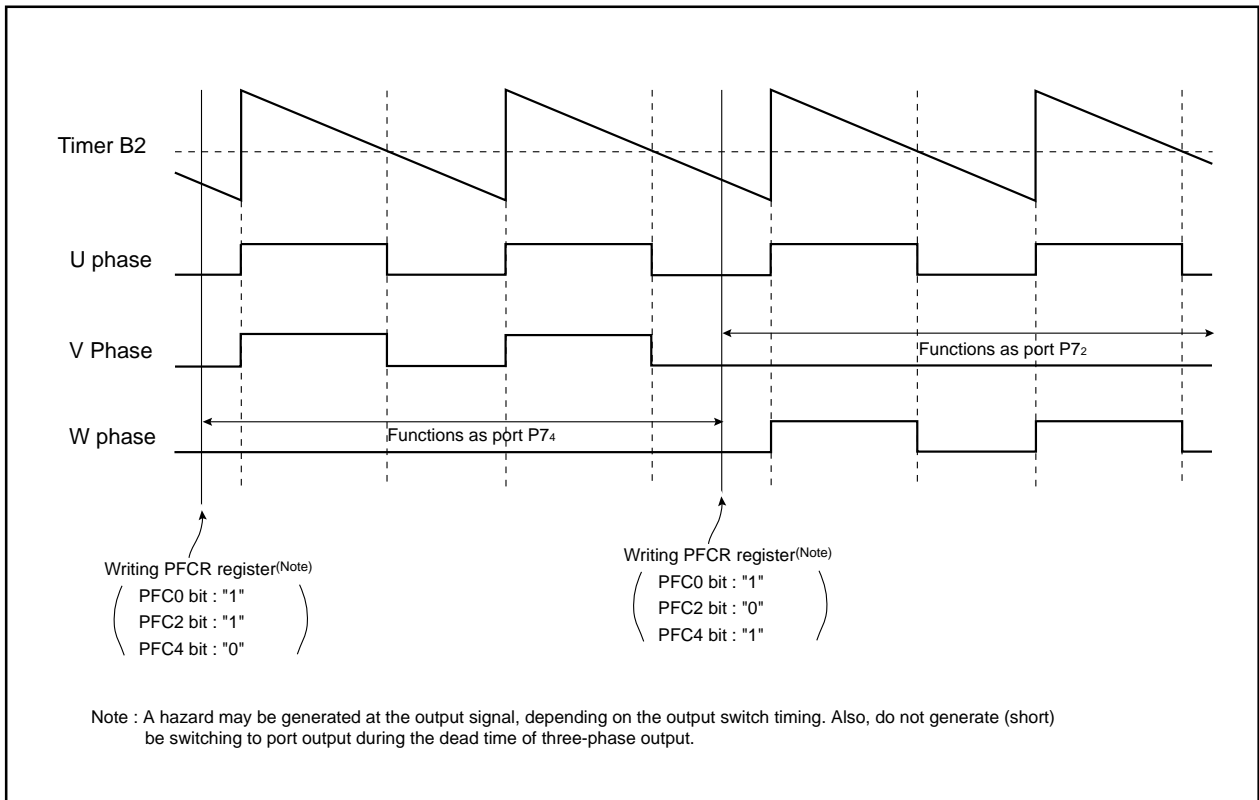 Timer B2
U phase
V Phase
Functions as port P72
W phase
Functions as port P74
Writing PFCR register(Note)
PFC0 bit : "1"
PFC2 bit : "1"
PFC4 bit : "0"
Writing PFCR register(Note)
PFC0 bit : "1"
PFC2 bit : "0"
PFC4 bit : "1"
Note : A hazard may be generated at the output signal, depending on the output switch timing. Also, do not generate (short)
be switching to port output during the dead time of three-phase output.